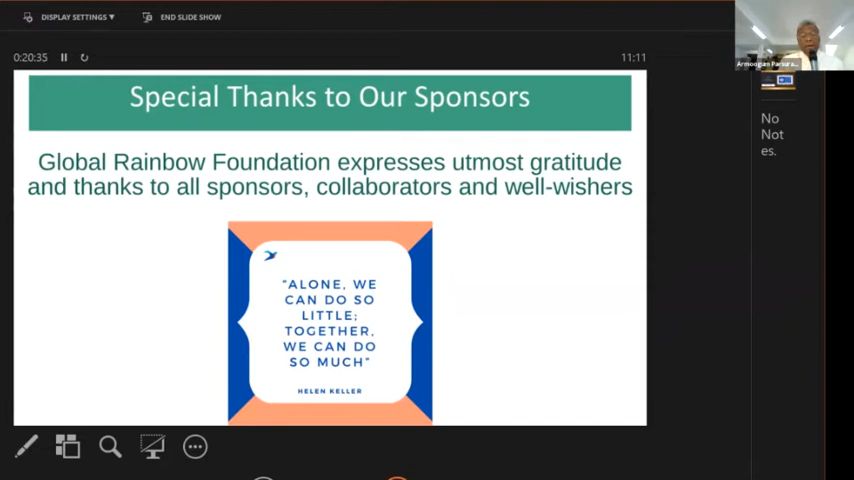 DISPLAY SETTINGS ▼ END SLIDE SHOW
0:20:35 11:11
Special Thanks to Our Sponsors
Global Rainbow Foundation expresses utmost gratitude
and thanks to all sponsors, collaborators and well-wishers
"ALONE, WE
CAN DO SO
LITTLE;
TOGETHER,
WE CAN DO
SO MUCH"
HELEN KELLER
Armoogum Parsura...
No
Not
es.